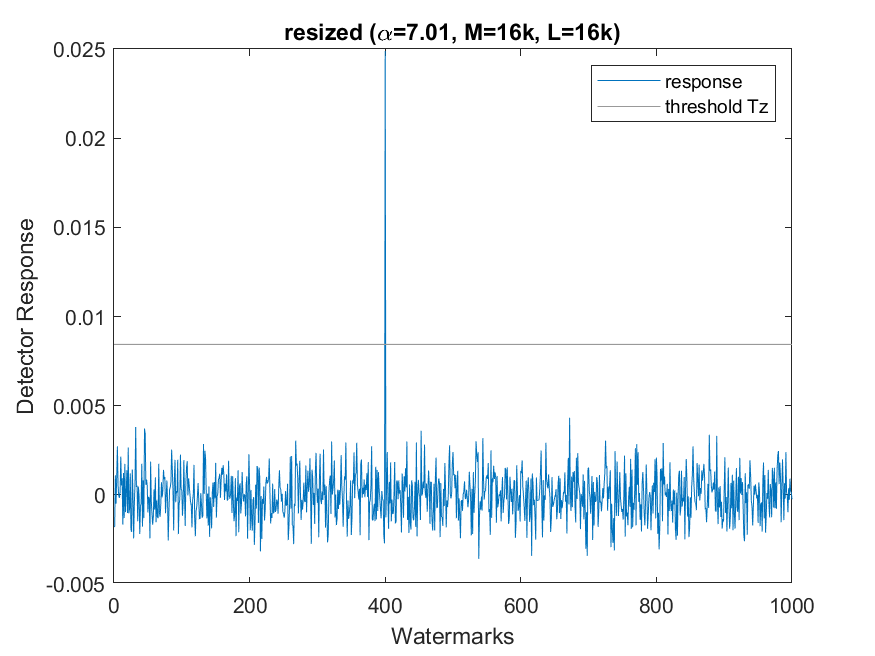 resized (α=7.01, M=16k, L=16k)
0.025
0.02
0.015
0.01
0.005
0
-0.005
Detector Response
response
threshold Tz
0 200 400 600 800 1000
Watermarks